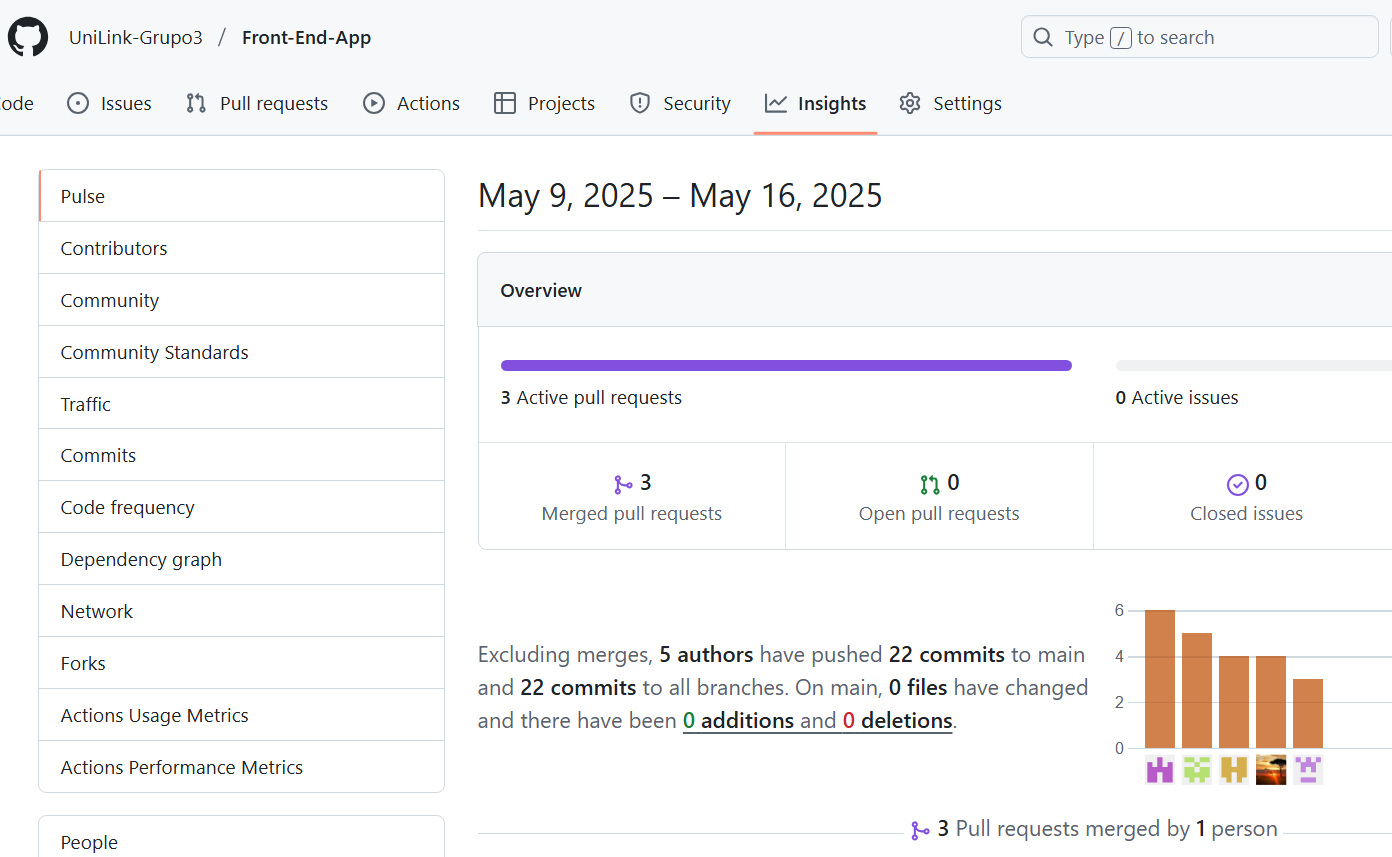 UniLink-Grupo3 / Front-End-App
Type / to search
ode Issues Pull requests Actions Projects Security Insights Settings
Pulse
Contributors
Community
Community Standards
Traffic
Commits
Code frequency
Dependency graph
Network
Forks
Actions Usage Metrics
Actions Performance Metrics
People
May 9, 2025 – May 16, 2025
Overview
3 Active pull requests
0 Active issues
3
Merged pull requests
0
Open pull requests
0
Closed issues
Excluding merges, 5 authors have pushed 22 commits to main
and 22 commits to all branches. On main, 0 files have changed
and there have been 0 additions and 0 deletions.
6
4
2
0
3 Pull requests merged by 1 person